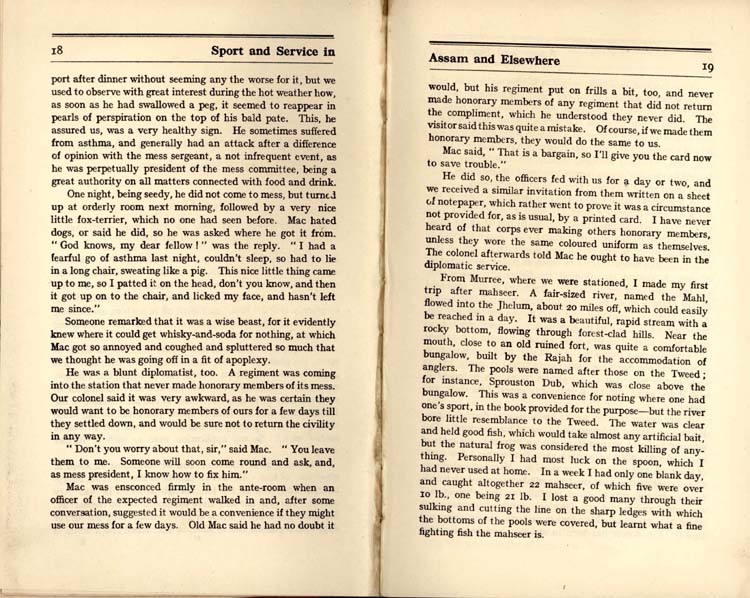 18 Sport and Service in
port after dinner without seeming any the worse for it, but we
used to observe with great interest during the hot weather how,
as soon as he had swallowed a peg, it seemed to reappear in
pearls of perspiration on the top of his bald pate. This, he
assured us, was a very healthy sign. He sometimes suffered
from asthma, and generally had an attack after a difference
of opinion with the mess sergeant, a not infrequent event, as
he was perpetually president of the mess committee, being a
great authority on all matters connected with food and drink.
One night, being seedy, he did not come to mess, but turned
up at orderly room next morning, followed by a very nice
little fox-terrier, which no one had seen before. Mac hated
dogs, or said he did, so he was asked where he got it from.
" God knows, my dear fellow ! " was the reply. " I had a
fearful go of asthma last night, couldn't sleep, so had to lie
in a long chair, sweating like a pig. This nice little thing came
up to me, so I patted it on the head, don't you know, and then
it got up on to the chair, and licked my face, and hasn't left
me since."
Someone remarked that it was a wise beast, for it evidently
knew where it could get whisky-and-soda for nothing, at which
Mac got so annoyed and coughed and spluttered so much that
we thought he was going off in a fit of apoplexy.
He was a blunt diplomatist, too. A regiment was coming
into the station that never made honorary members of its mess.
Our colonel said it was very awkward, as he was certain they
would want to be honorary members of ours for a few days till
they settled down, and would be sure not to return the civility
in any way.
" Don't you worry about that, sir," said Mac. " You leave
them to me. Someone will soon come round and ask, and,
as mess president, I know how to fix him."
Mac was ensconced firmly in the ante-room when an
officer of the expected regiment walked in and, after some
conversation, suggested it would be a convenience if they might
use our mess for a few days. Old Mac said he had no doubt it
Assam and Elsewhere 19
would, but his regiment put on frills a bit, too, and never
made honorary members of any regiment that did not return
the compliment, which he understood they never did. The
visitor said this was quite a mistake. Of course, if we made them
honorary members, they would do the same to us.
Mac said, " That is a bargain, so I'll give you the card now
to save trouble."
He did so, the officers fed with us for a day or two, and
we received a similar invitation from them written on a sheet
of notepaper, which rather went to prove it was a circumstance
not provided for, as is usual, by a printed card. I have never
heard of that corps ever making others honorary members,
unless they wore the same coloured uniform as themselves.
The colonel afterwards told Mac he ought to have been in the
diplomatic service.
From Murree, where we were stationed, I made my first
trip after mahseer. A fair-sized river, named the Mahl,
flowed into the Jhelum, about 20 miles off, which could easily
be reached in a day. It was a beautiful, rapid stream with a
rocky bottom, flowing through forest-clad hills. Near the
mouth, close to an old ruined fort, was quite a comfortable
bungalow, built by the Rajah for the accommodation of
anglers. The pools were named after those on the Tweed ;
for instance, Sprouston Dub, which was close above the
bungalow. This was a convenience for noting where one had
one's sport, in the book provided for the purpose—but the river
bore little resemblance to the Tweed. The water was clear
and held good fish, which would take almost any artificial bait,
but the natural frog was considered the most killing of any-
thing. Personally I had most luck on the spoon, which I
had never used at home. In a week I had only one blank day,
and caught altogether 22 mahseer, of which five were over
10 lb., one being 21 lb. I lost a good many through their
sulking and cutting the line on the sharp ledges with which
the bottoms of the pools were covered, but learnt what a fine
fighting fish the mahseer is.